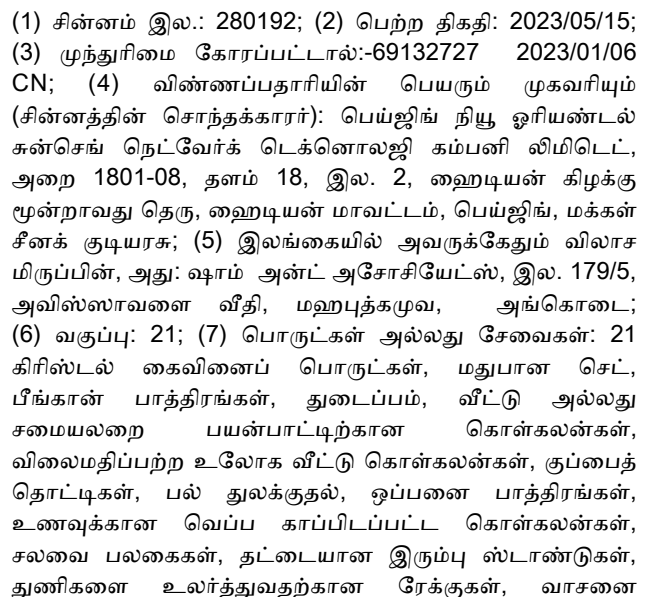 (1) சின்னம் இல.: 280192; (2) பெற்ற திகதி: 2023/05/15;
(3) முந்துரிமை கோரப்பட்டால்:-69132727 2023/01/06
CN; (4) விண்ணப்பதாரியின் பெயரும் முகவரியும்
(சின்னத்தின் சொந்தக்காரர்): பெய்ஜிங் நியூ ஓரியண்டல்
சுன்செங் நெட்வேர்க் டெக்னொலஜி கம்பனி லிமிடெட்,
அறை 1801-08, தளம் 18, இல. 2, ஹைடியன் கிழக்கு
மூன்றாவது தெரு, ஹைடியன் மாவட்டம், பெய்ஜிங், மக்கள்
சீனக் குடியரசு; (5) இலங்கையில் அவருக்கேதும் விலாச
மிருப்பின், அது: ஷாம் அன்ட் அசோசியேட்ஸ், இல. 179/5,
அவிஸ்ஸாவளை வீதி, மஹபுத்கமுவ, அங்கொடை;
(6) வகுப்பு: 21; (7) பொருட்கள் அல்லது சேவைகள்: 21
கிரிஸ்டல் கைவினைப் பொருட்கள், மதுபான செட்,
பீங்கான் பாத்திரங்கள், துடைப்பம், வீட்டு அல்லது
சமையலறை பயன்பாட்டிற்கான கொள்கலன்கள்,
விலைமதிப்பற்ற உலோக வீட்டு கொள்கலன்கள், குப்பைத்
தொட்டிகள், பல் துலக்குதல், ஒப்பனை பாத்திரங்கள்,
உணவுக்கான வெப்ப காப்பிடப்பட்ட கொள்கலன்கள்,
சலவை பலகைகள், தட்டையான இரும்பு ஸ்டாண்டுகள்,
துணிகளை உலர்த்துவதற்கான ரேக்குகள், வாசனை